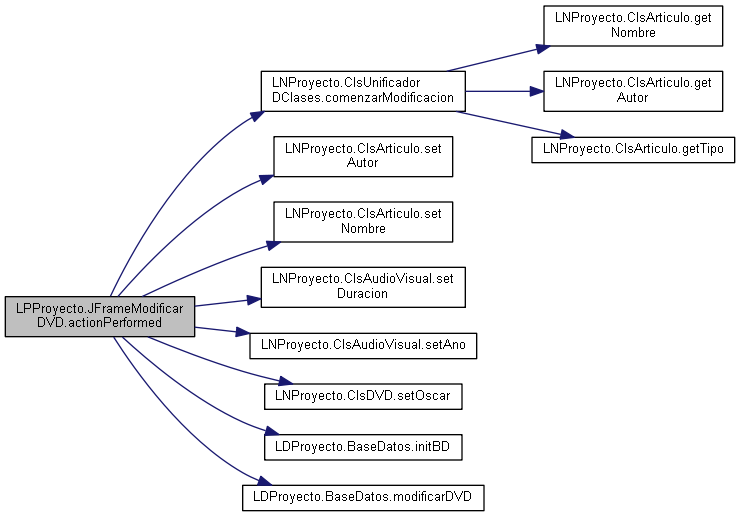 LNProyecto.ClsArticulo.get
Nombre
LNProyecto.ClsUnificador
DClases.comenzarModificacion
LNProyecto.ClsArticulo.get
Autor
LNProyecto.ClsArticulo.getTipo
LNProyecto.ClsArticulo.set
Autor
LNProyecto.ClsArticulo.set
Nombre
LNProyecto.ClsAudioVisual.set
Duracion
LPProyecto.JFrameModificar
DVD.actionPerformed
LNProyecto.ClsAudioVisual.setAno
LNProyecto.ClsDVD.setOscar
LDProyecto.BaseDatos.initBD
LDProyecto.BaseDatos.modificarDVD